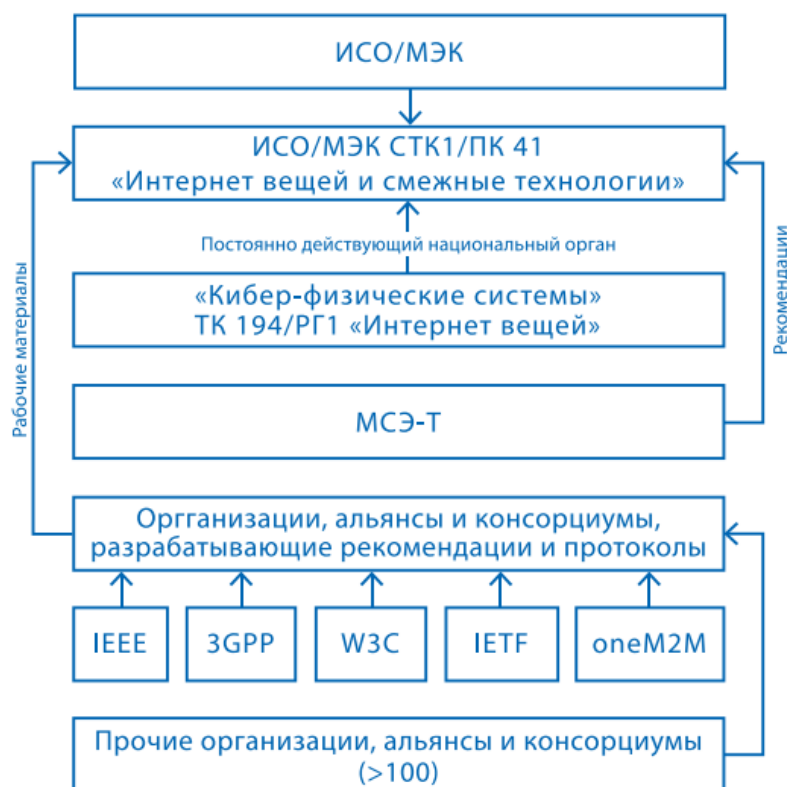 ИСО/МЭК
ИСО/МЭК СТК1/ПК 41
«Интернет вещей и смежные технологии»
Постоянно действующий национальный орган
«Кибер-физические системы»
ТК 194/РГ1 «Интернет вещей»
Рабочие материалы
Рекомендации
МСЭ-Т
Оргганизации, альянсы и консорциумы,
разрабатывающие рекомендации и протоколы
IEEE
3GPP
W3C
IETF
oneM2M
Прочие организации, альянсы и консорциумы
(>100)